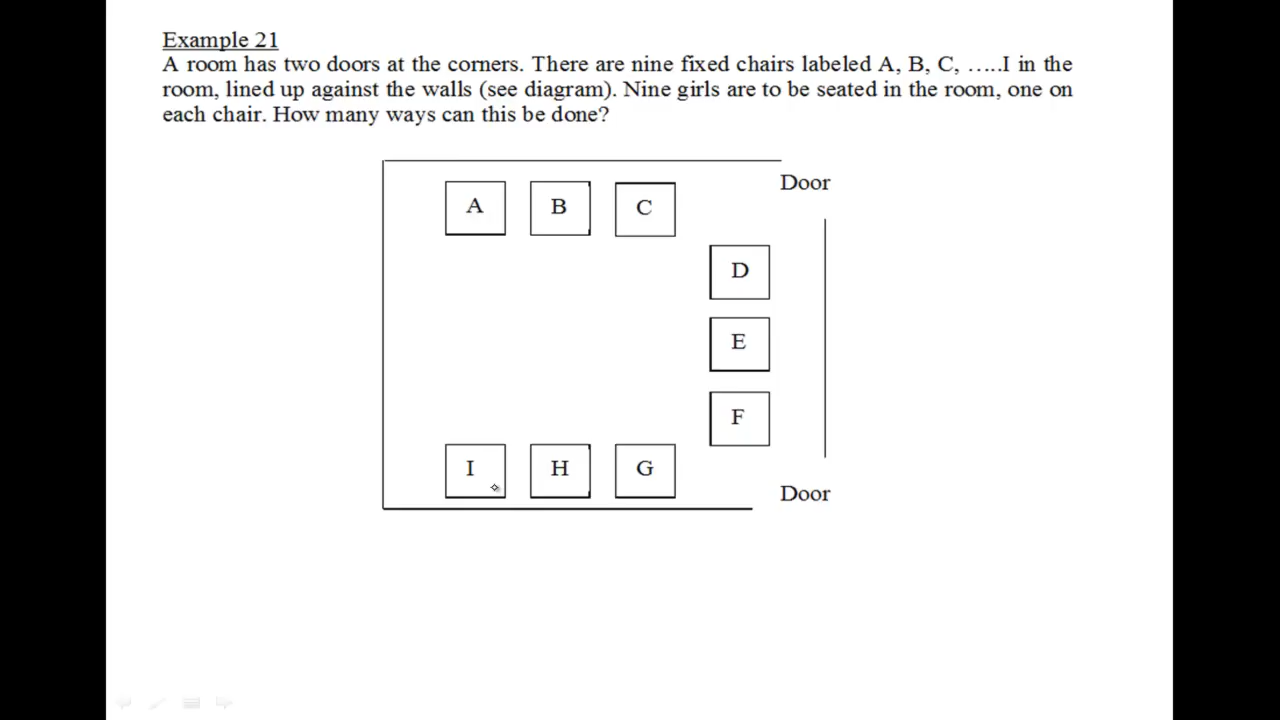 Example 21
A room has two doors at the corners. There are nine fixed chairs labeled A, B, C, …..I in the
room, lined up against the walls (see diagram). Nine girls are to be seated in the room, one on
each chair. How many ways can this be done?
Door
A B C
D
E
F
I H G
Door